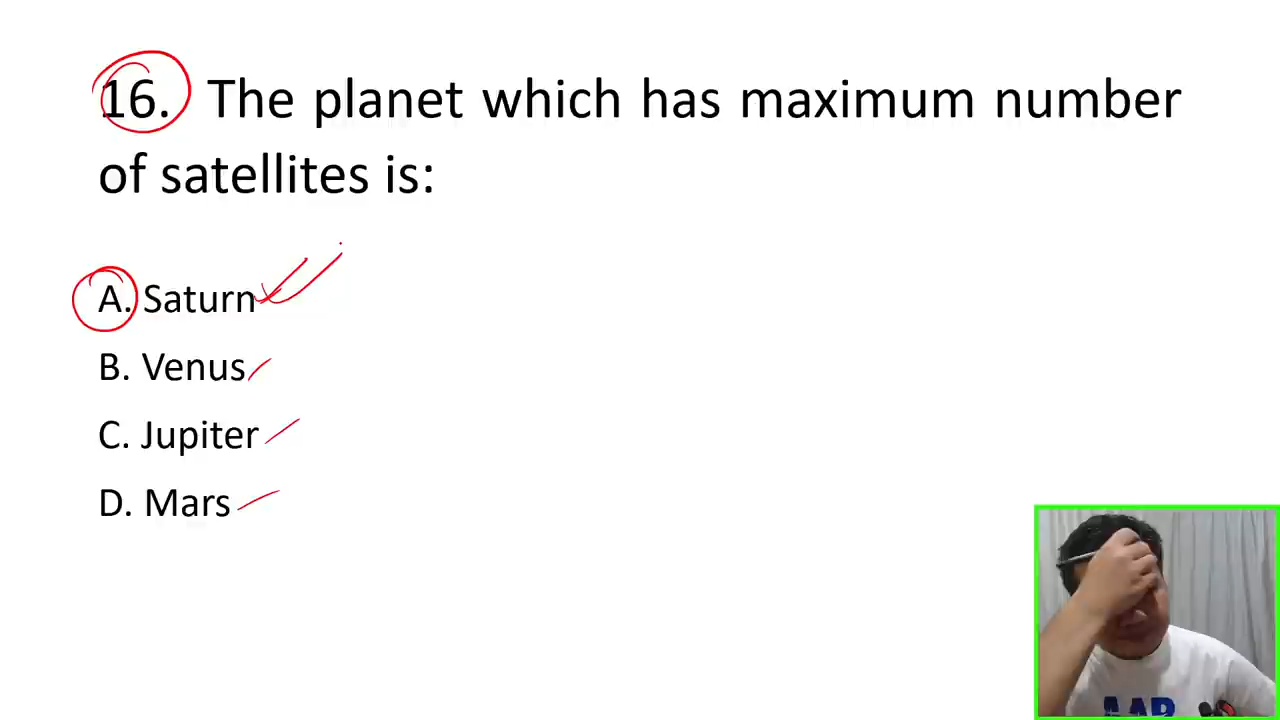 16. The planet which has maximum number
of satellites is:
A. Saturn
B. Venus
C. Jupiter
D. Mars